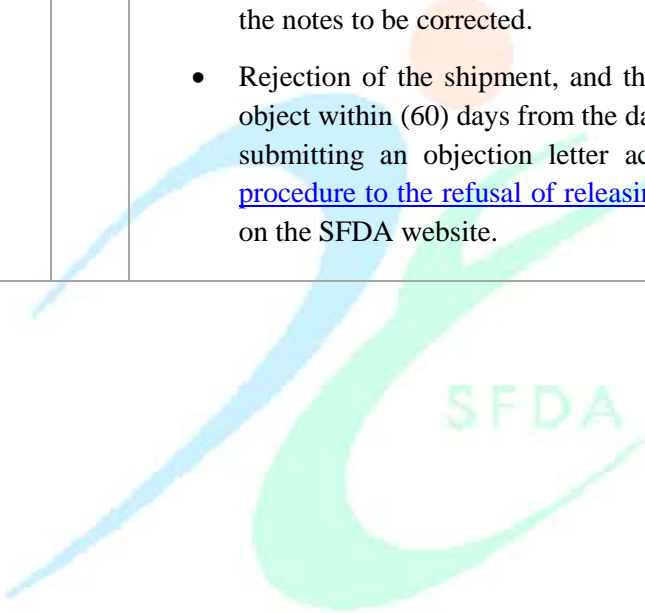 the notes to be corrected.
• Rejection of the shipment, and th
object within (60) days from the da
submitting an objection letter ac
procedure to the refusal of releasin
on the SFDA website.
SFDA